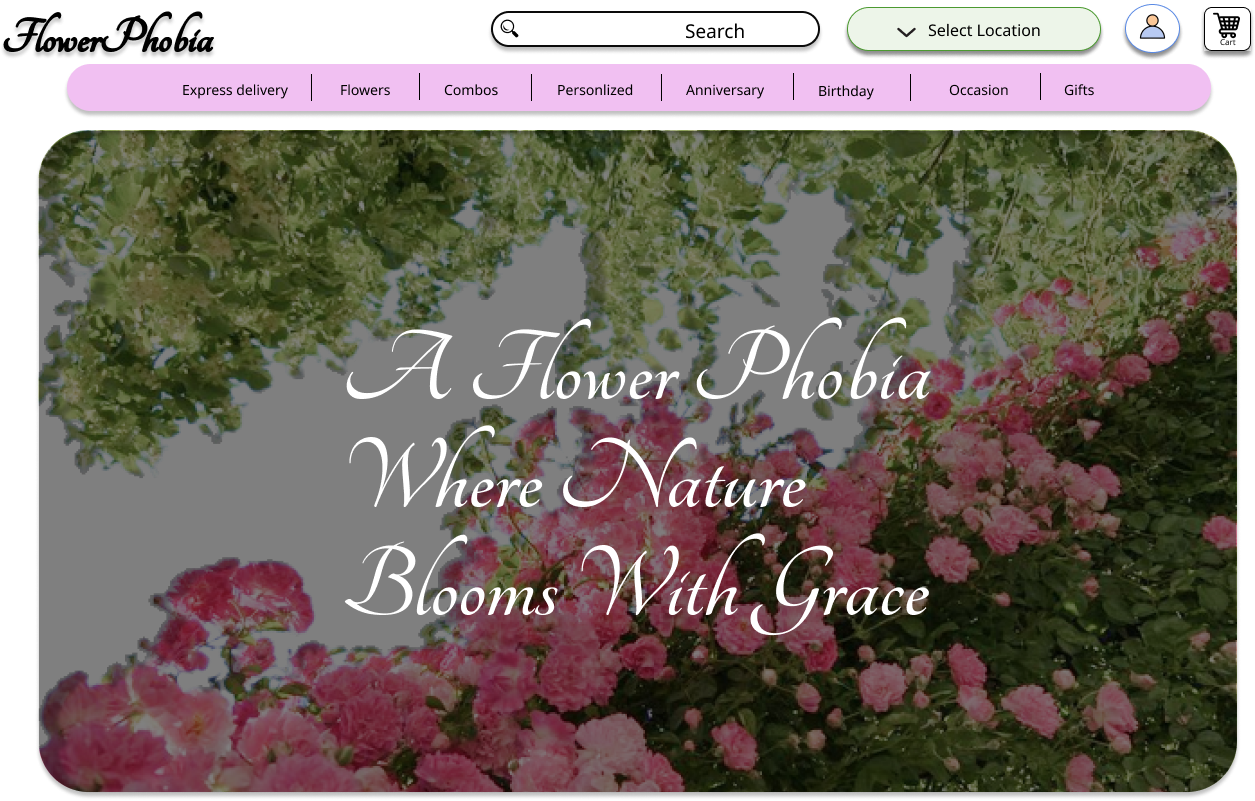 FlowerPhobia
Search
Select Location
Cart
Express delivery
Flowers
Combos
Personlized
Anniversary
Birthday
Occasion
Gifts
A Flower Phobia
Where Nature
Blooms With Grace